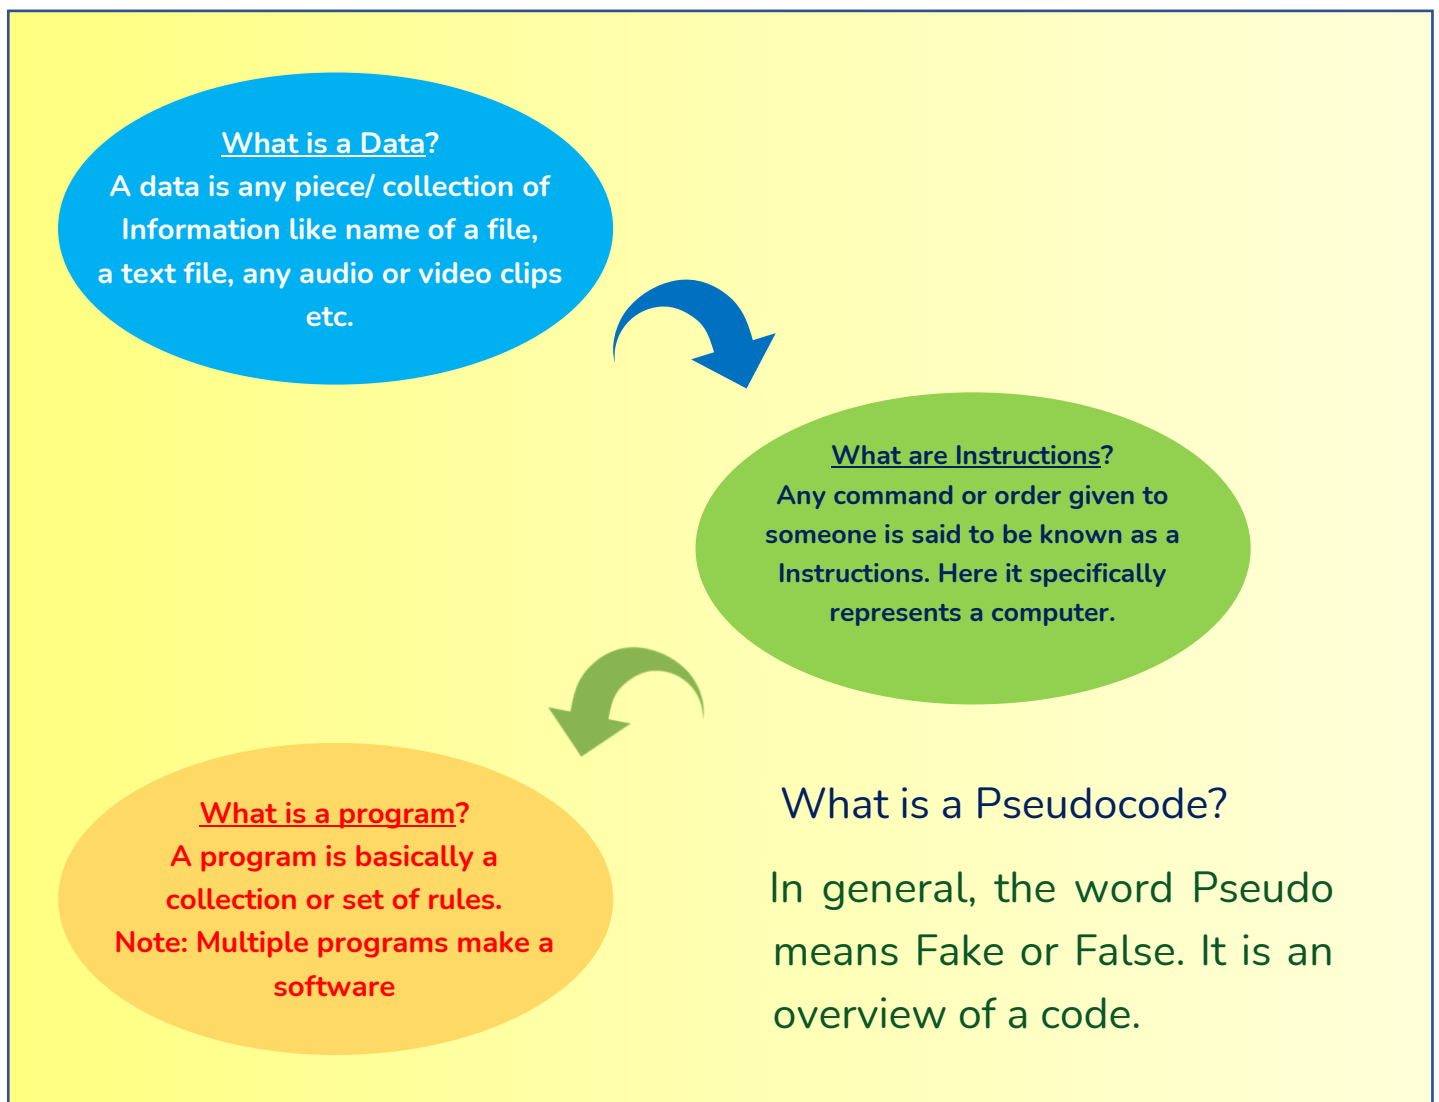 What is a Data?
A data is any piece/ collection of
Information like name of a file,
a text file, any audio or video clips
etc.
What are Instructions?
Any command or order given to
someone is said to be known as a
Instructions. Here it specifically
represents a computer.
What is a program?
A program is basically a
collection or set of rules.
Note: Multiple programs make a
software
What is a Pseudocode?
In general, the word Pseudo
means Fake or False. It is an
overview of a code.